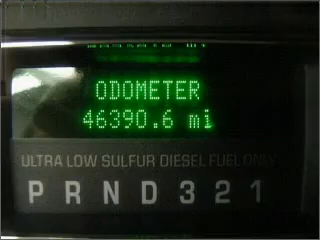 ODOMETER
46390.6 mi
ULTRA LOW SULFUR DIESEL FUEL ONLY
P R N D 3 2 1